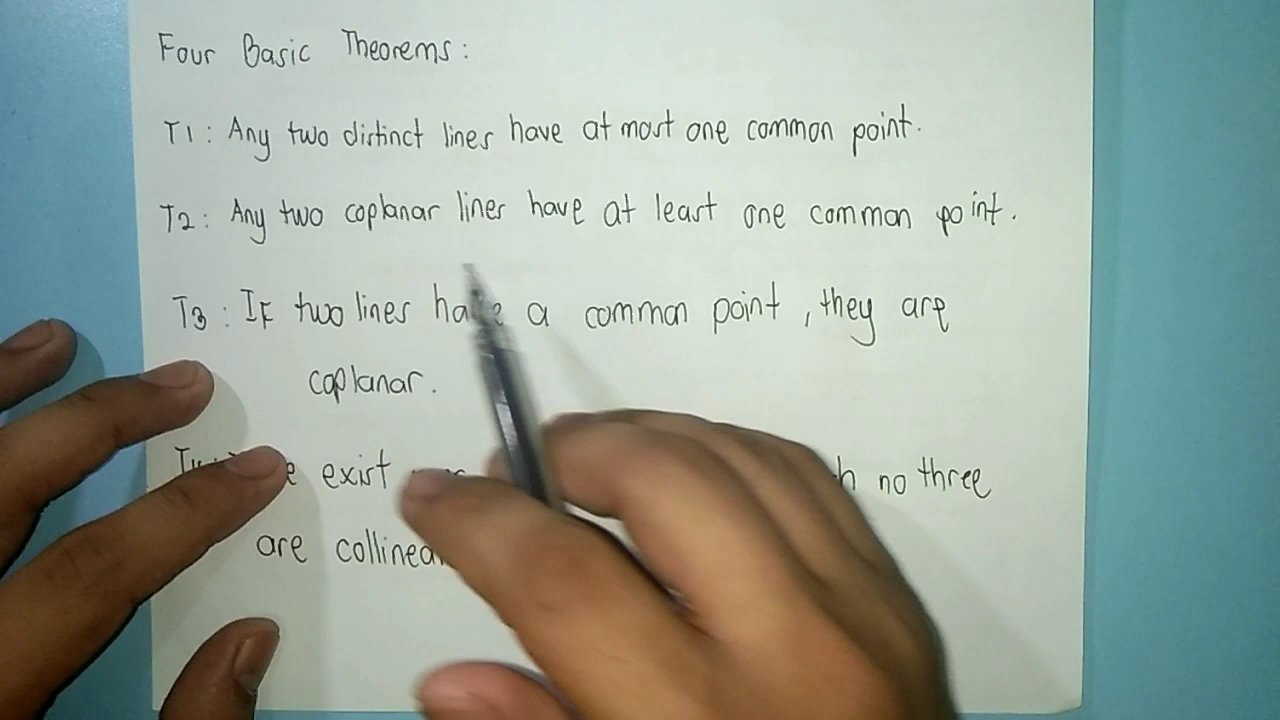 Four Basic Theorems:
T1: Any two distinct lines have at most one common point.
T2: Any two coplanar lines have at least one common point.
T3: If two lines have a common point, they are
coplanar.
exist no three
are